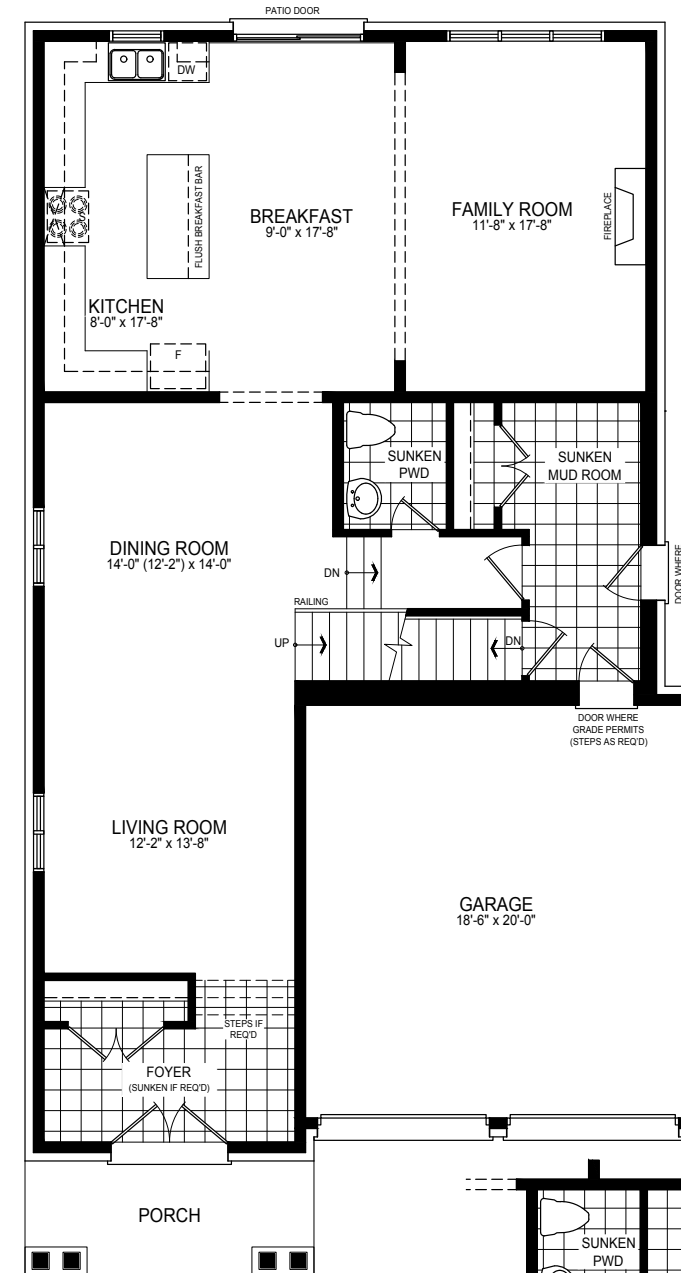 PATIO DOOR
DW
FLUSH BREAKFAST BAR
BREAKFAST
9'-0" x 17'-8"
FAMILY ROOM
11'-8" x 17'-8"
FIREPLACE
KITCHEN
8'-0" x 17'-8"
F
SUNKEN
PWD
SUNKEN
MUD ROOM
DINING ROOM
14'-0" (12'-2") x 14'-0"
DN
DOOR WHERE
RAILING
UP
DN
DOOR WHERE
GRADE PERMITS
(STEPS AS REQ'D)
LIVING ROOM
12'-2" x 13'-8"
GARAGE
18'-6" x 20'-0"
STEPS IF
REQ'D
FOYER
(SUNKEN IF REQ'D)
PORCH
SUNKEN
PWD